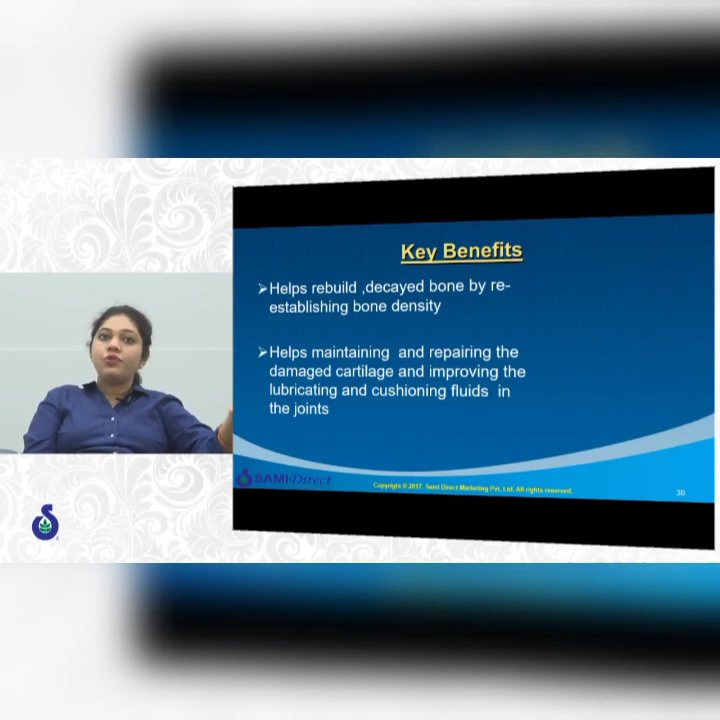 Key Benefits
➢Helps rebuild ,decayed bone by re-
establishing bone density
➢Helps maintaining and repairing the
damaged cartilage and improving the
lubricating and cushioning fluids in
the joints
SAMI Direct
Copyright © 2017. Sami Direct Marketing Pvt. Ltd. All rights reserved.
30